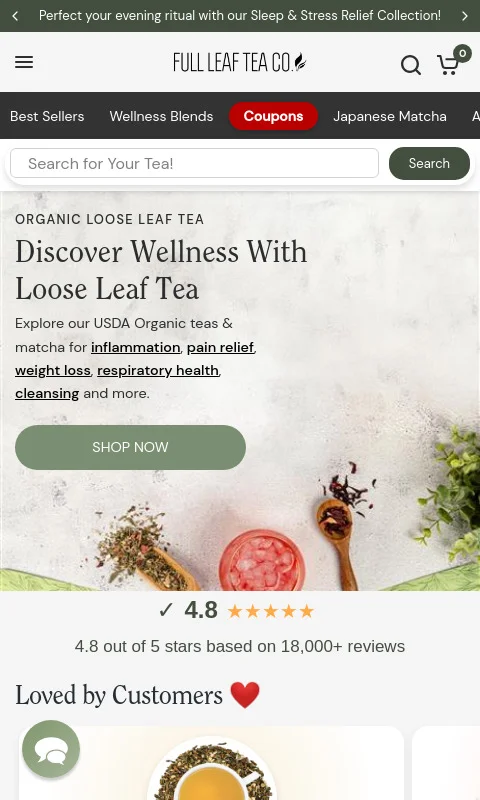 Perfect your evening ritual with our Sleep & Stress Relief Collection!
FULL LEAF TEA CO.
0
Best Sellers Wellness Blends Coupons Japanese Matcha A
Search for Your Tea! Search
ORGANIC LOOSE LEAF TEA
Discover Wellness With
Loose Leaf Tea
Explore our USDA Organic teas &
matcha for inflammation, pain relief,
weight loss, respiratory health,
cleansing and more.
SHOP NOW
✓ 4.8 ★★★★★
4.8 out of 5 stars based on 18,000+ reviews
Loved by Customers ❤️